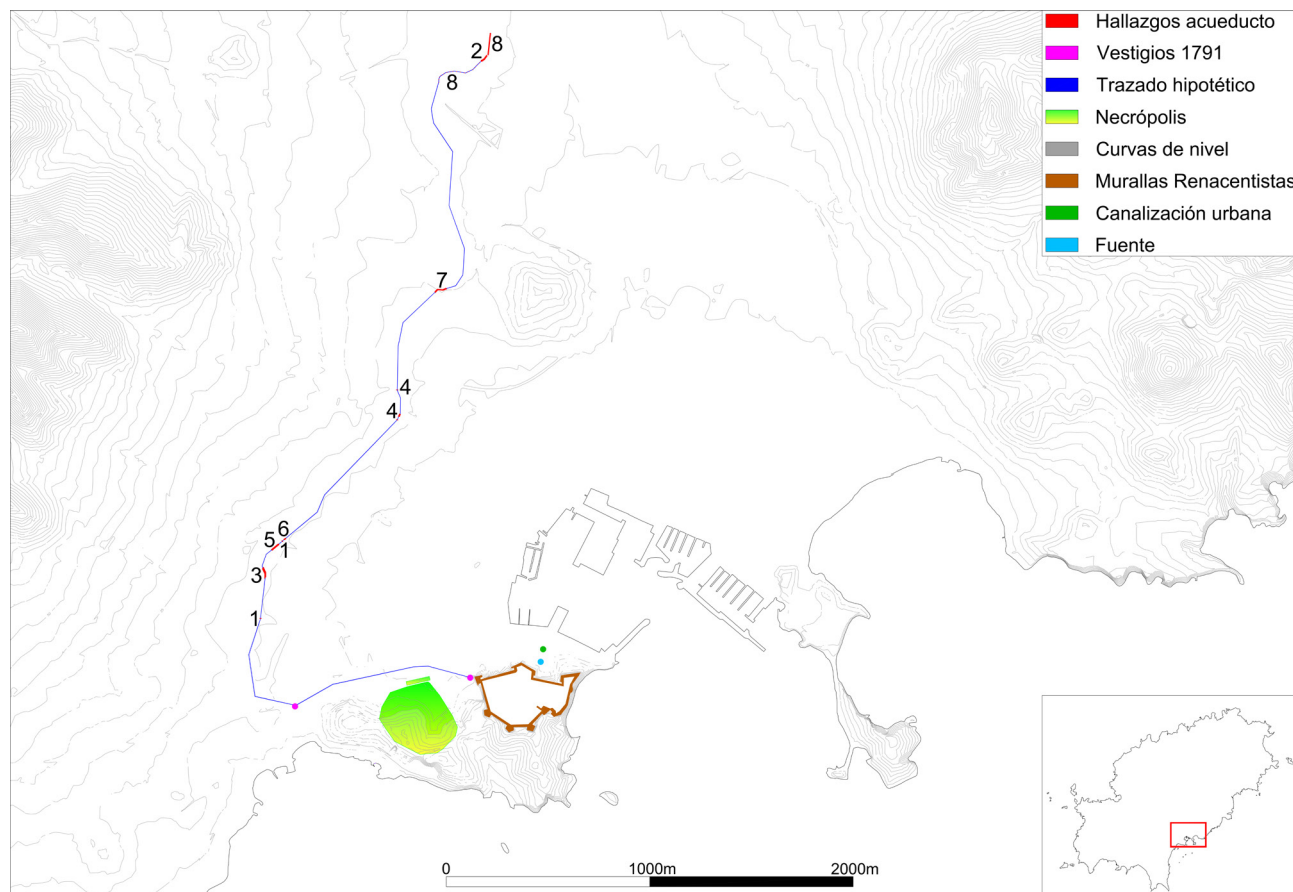 Hallazgos acueducto
Vestigios 1791
Trazado hipotético
Necrópolis
Curvas de nivel
Murallas Renacentistas
Canalización urbana
Fuente
2 8
8
7
4
4
6
5
1
3
1
0 1000m 2000m